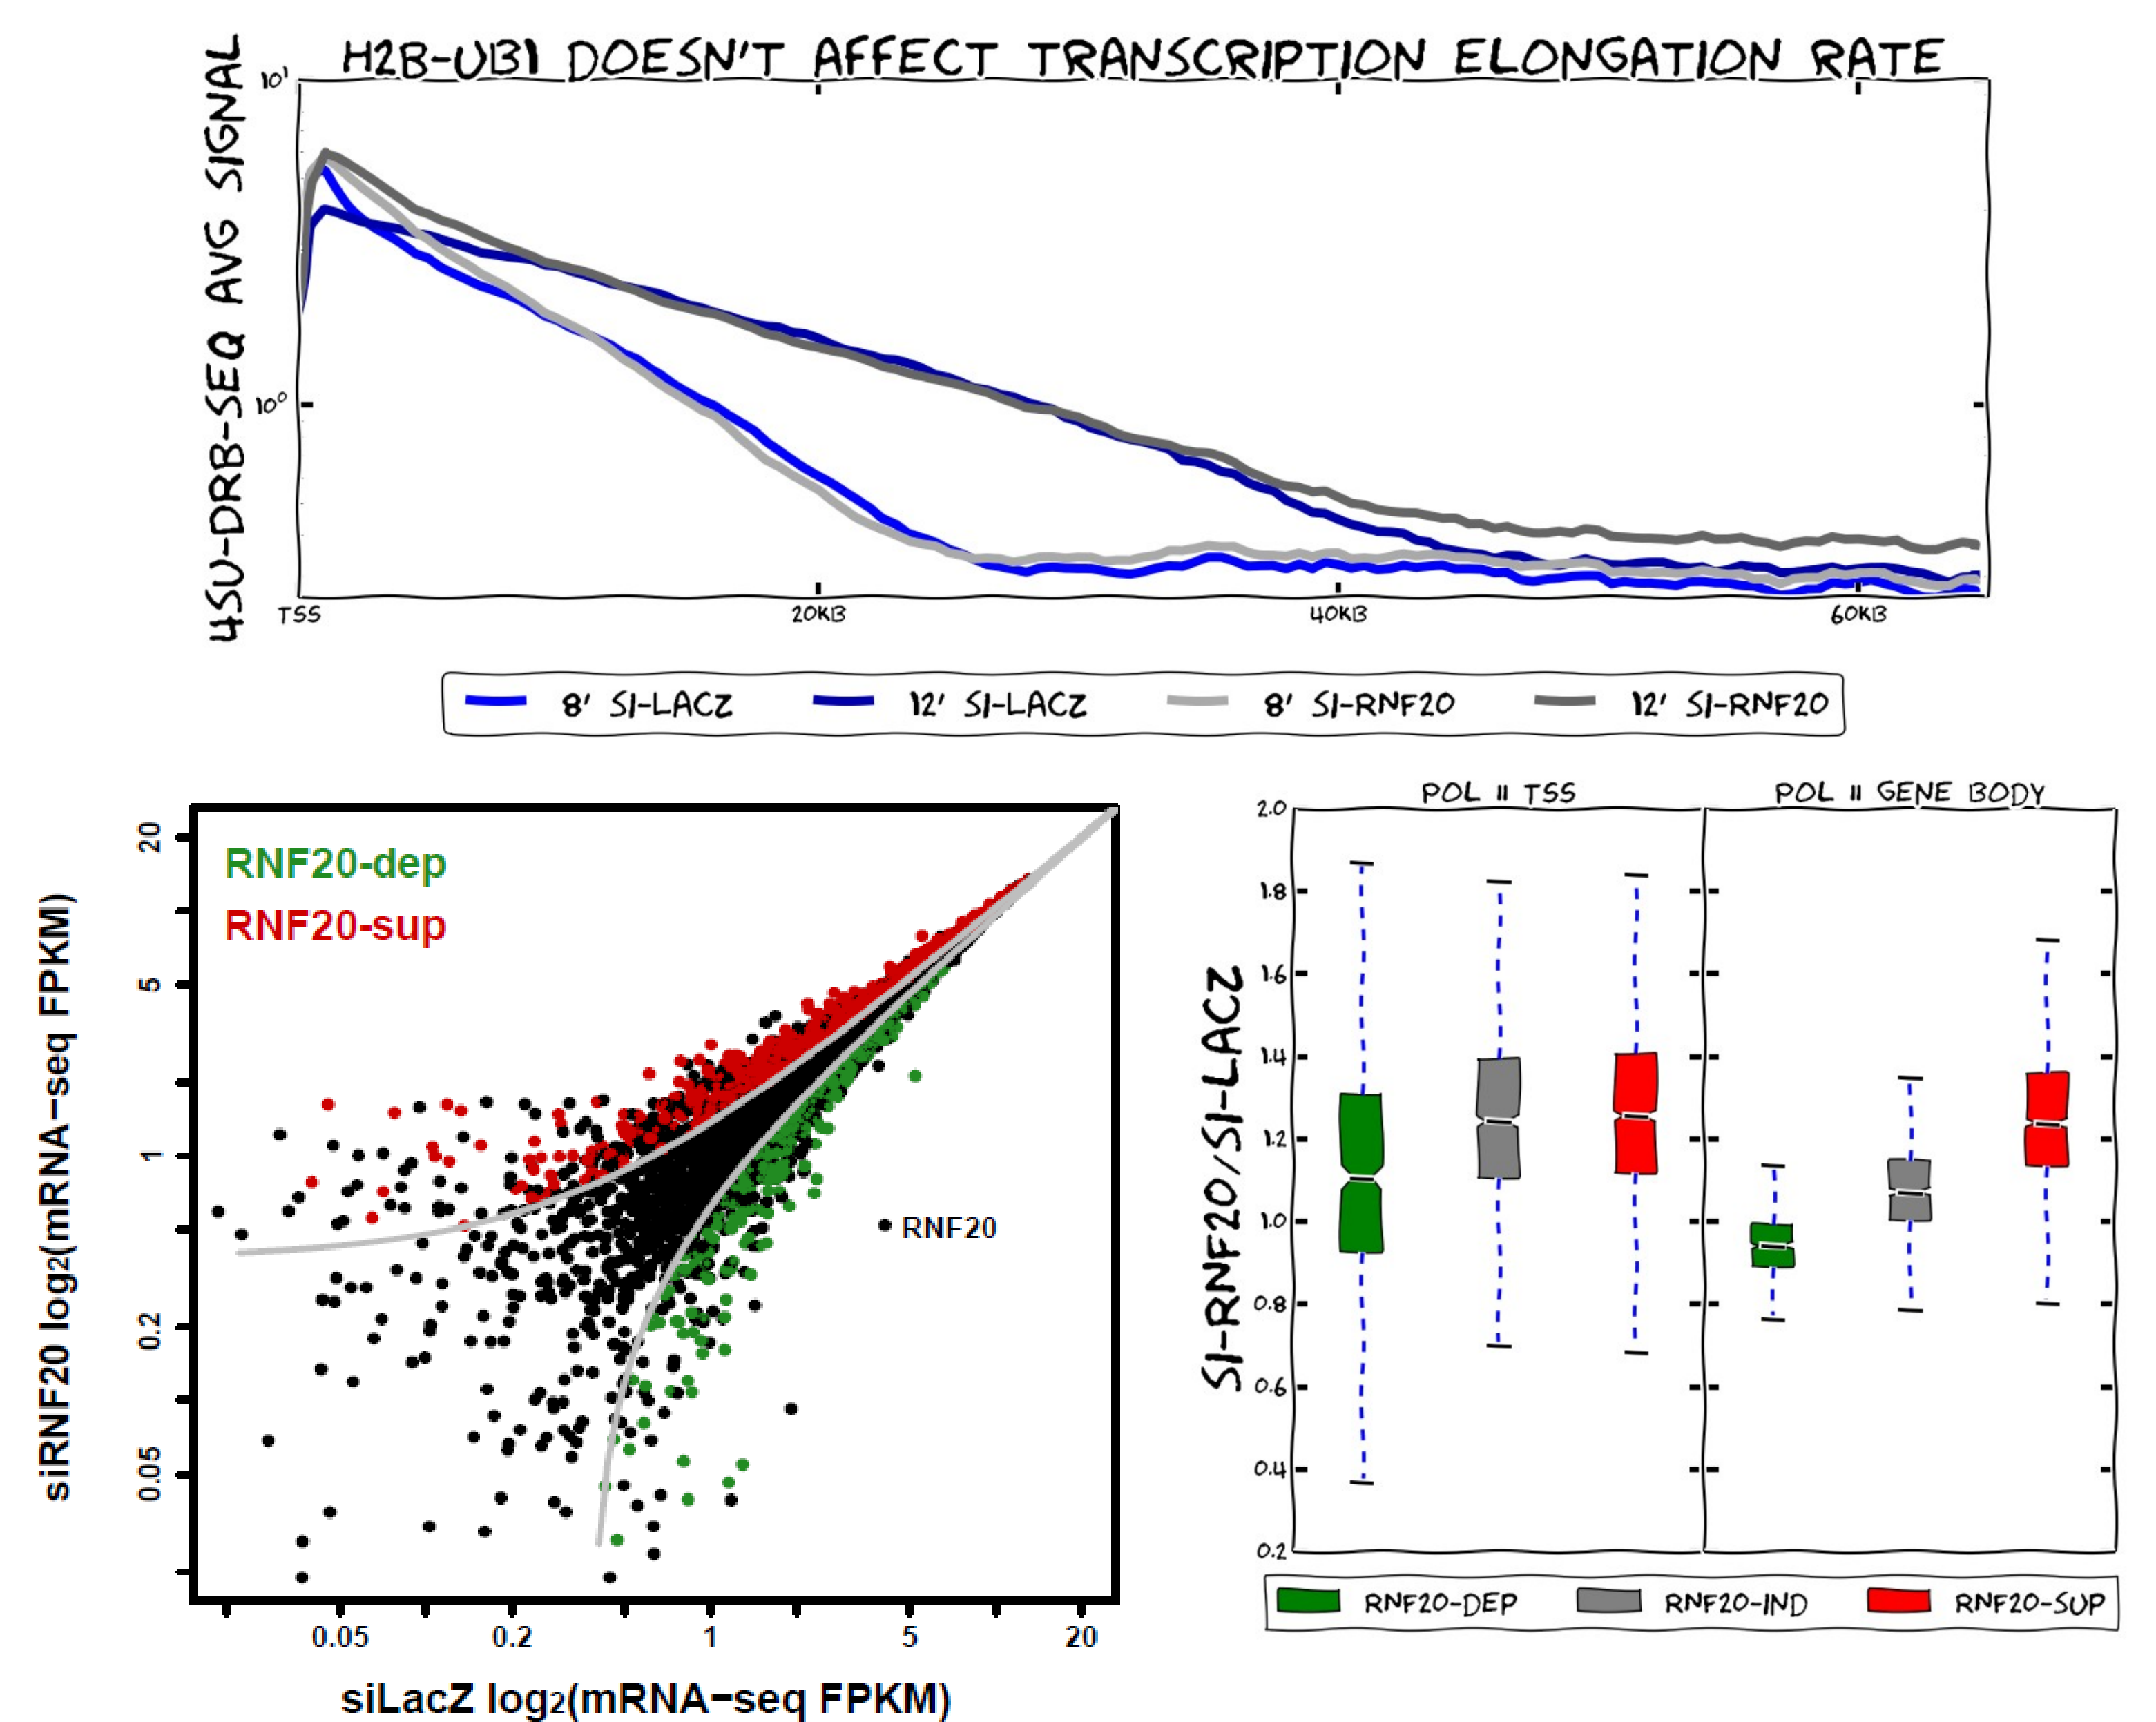 H2B-UB1 DOESN'T AFFECT TRANSCRIPTION ELONGATION RATE
4SU-DRB-SEQ AVG SIGNAL
10¹
10⁰
TSS 20KB 40KB 60KB
8' SI-LACZ 12' SI-LACZ 8' SI-RNF20 12' SI-RNF20
RNF20-dep
RNF20-sup
RNF20
siRNF20 log2(mRNA-seq FPKM)
20
5
1
0.2
0.05
0.05 0.2 1 5 20
siLacZ log2(mRNA-seq FPKM)
POL II TSS POL II GENE BODY
SI-RNF20/SI-LACZ
2.0
1.8
1.6
1.4
1.2
1.0
0.8
0.6
0.4
0.2
RNF20-DEP RNF20-IND RNF20-SUP